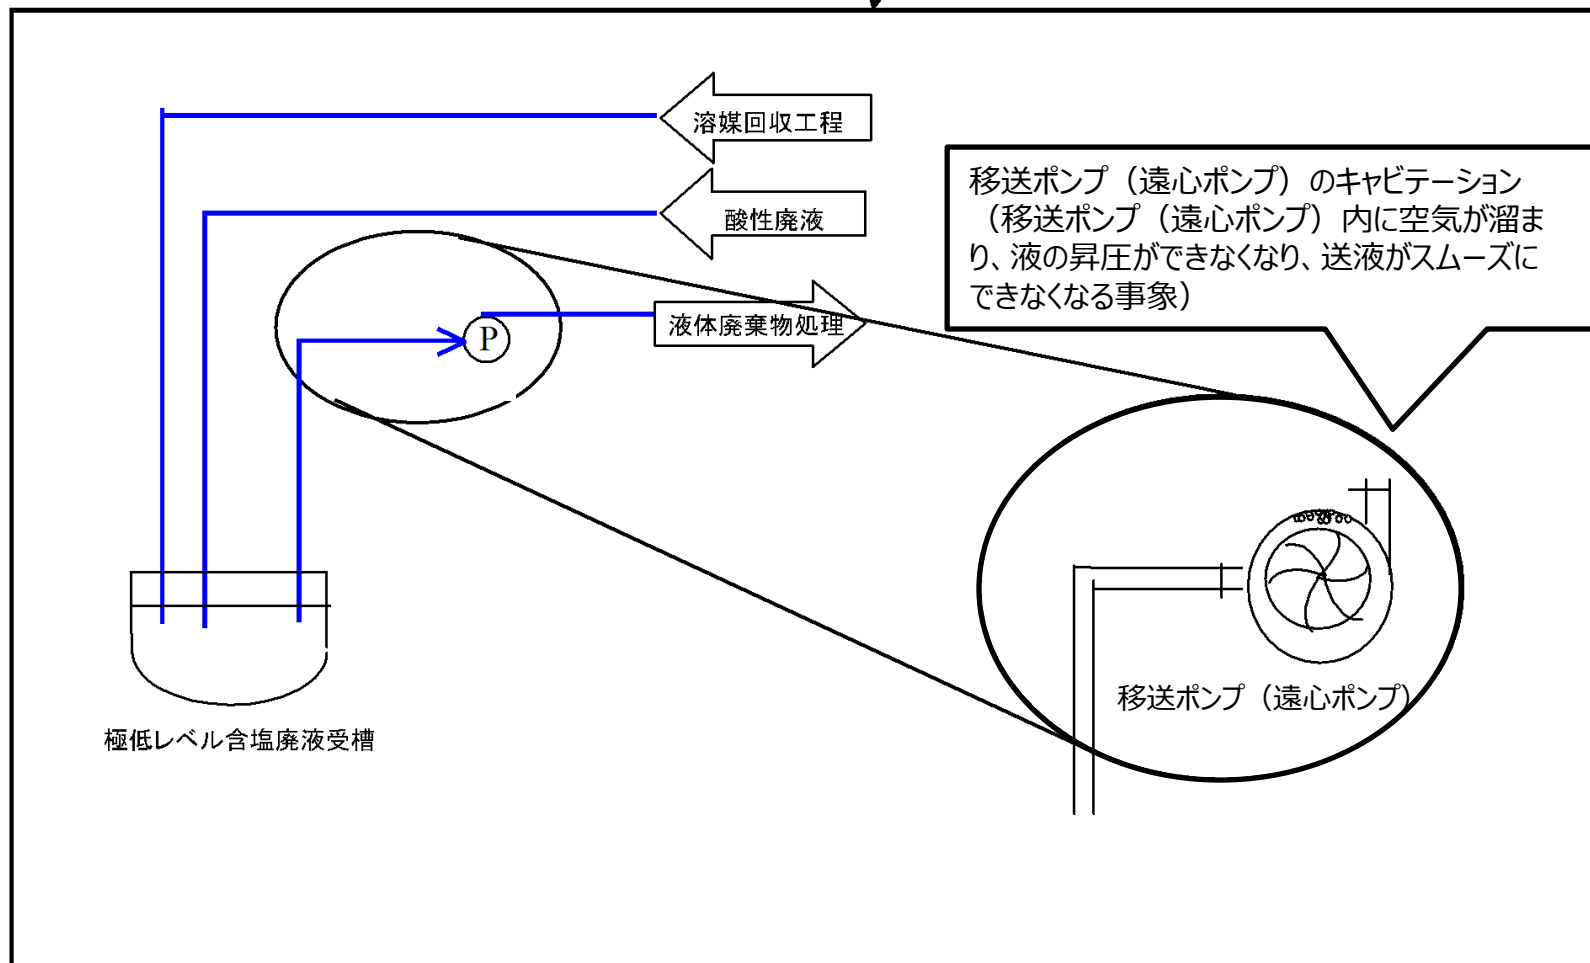 溶媒回収工程
酸性廃液
移送ポンプ（遠心ポンプ）のキャビテーション
（移送ポンプ（遠心ポンプ）内に空気が溜ま
り、液の昇圧ができなくなり、送液がスムーズに
できなくなる事象）
P
液体廃棄物処理
移送ポンプ（遠心ポンプ）
極低レベル含塩廃液受槽